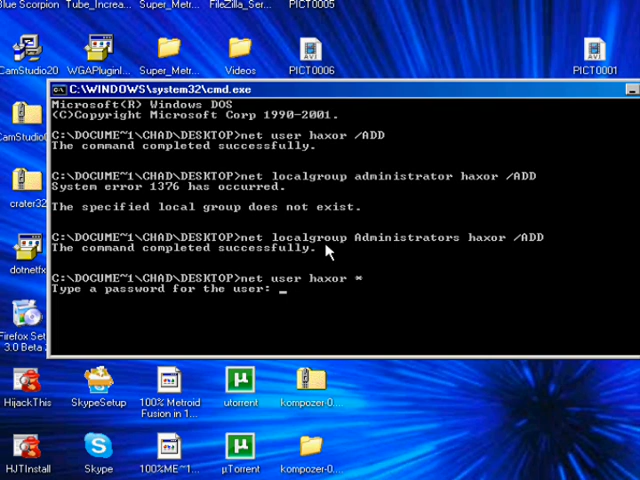 Blue Scorpion
Tube_Increa...
Super_Metr...
FileZilla_Ser...
PICT0005
CamStudio20
WGAPluginI...
Super_Metr...
Videos
PICT0006
PICT0001
C:\WINDOWS\system32\cmd.exe
Microsoft(R) Windows DOS
(C)Copyright Microsoft Corp 1990-2001.
C:\DOCUME~1\CHAD\DESKTOP>net user haxor /ADD
The command completed successfully.
C:\DOCUME~1\CHAD\DESKTOP>net localgroup administrator haxor /ADD
System error 1376 has occurred.
The specified local group does not exist.
C:\DOCUME~1\CHAD\DESKTOP>net localgroup Administrators haxor /ADD
The command completed successfully.
C:\DOCUME~1\CHAD\DESKTOP>net user haxor *
Type a password for the user: _
CamStudio
crater32
dotnetfx
Firefox Set
3.0 Beta
HijackThis
SkypeSetup
100% Metroid
Fusion in 1...
utorrent
kompozer-0....
HJTInstall
Skype
100%ME~1...
µTorrent
kompozer-0....